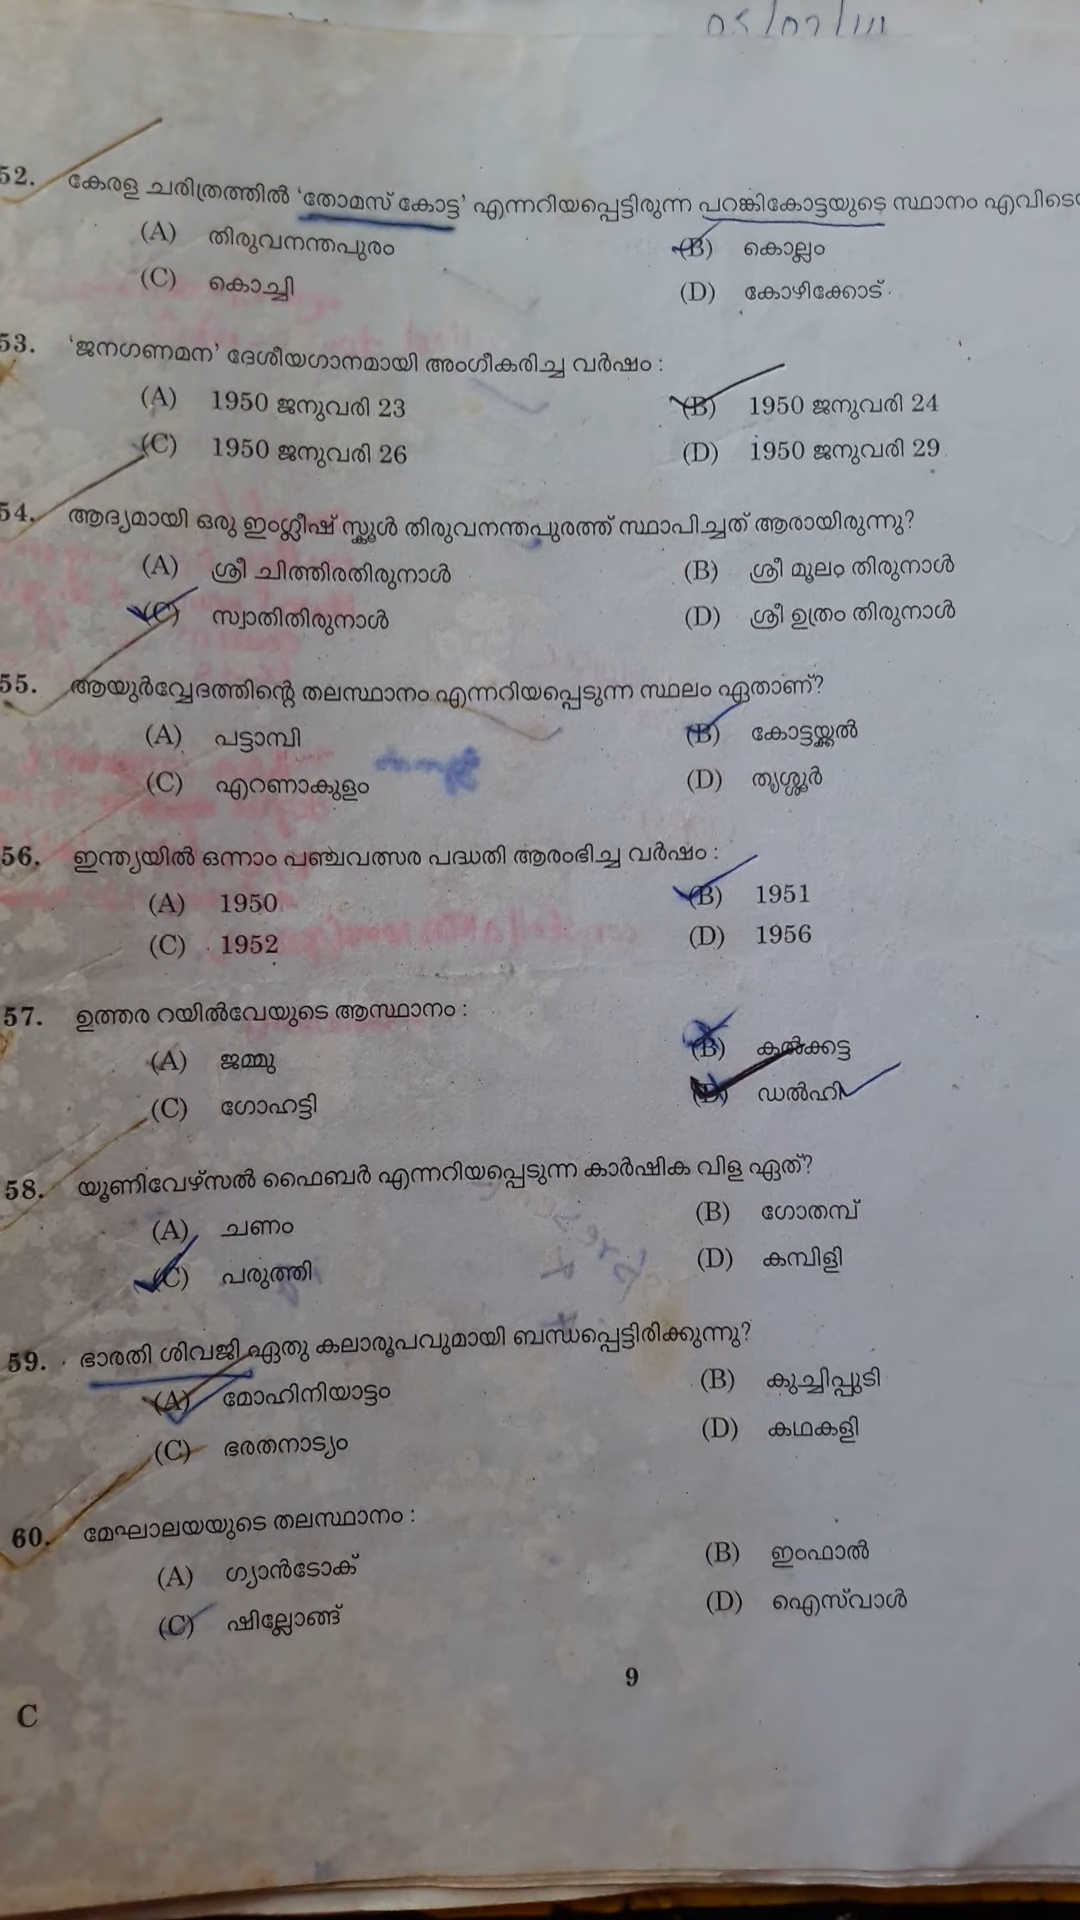 05/07/111
52. കേരള ചരിത്രത്തിൽ ‘തോമസ് കോട്ട’ എന്നറിയപ്പെട്ടിരുന്ന പറങ്കികോട്ടയുടെ സ്ഥാനം എവിടെ
(A) തിരുവനന്തപുരം (B) കൊല്ലം
(C) കൊച്ചി (D) കോഴിക്കോട്
53. ‘ജനഗണമന’ ദേശീയഗാനമായി അംഗീകരിച്ച വർഷം :
(A) 1950 ജനുവരി 23 (B) 1950 ജനുവരി 24
(C) 1950 ജനുവരി 26 (D) 1950 ജനുവരി 29
54. ആദ്യമായി ഒരു ഇംഗ്ലീഷ് സ്കൂൾ തിരുവനന്തപുരത്ത് സ്ഥാപിച്ചത് ആരായിരുന്നു?
(A) ശ്രീ ചിത്തിരതിരുനാൾ (B) ശ്രീ മൂലം തിരുനാൾ
(C) സ്വാതിതിരുനാൾ (D) ശ്രീ ഉത്രം തിരുനാൾ
55. ആയുർവ്വേദത്തിന്റെ തലസ്ഥാനം എന്നറിയപ്പെടുന്ന സ്ഥലം ഏതാണ്?
(A) പട്ടാമ്പി (B) കോട്ടയ്ക്കൽ
(C) എറണാകുളം (D) തൃശ്ശൂർ
56. ഇന്ത്യയിൽ ഒന്നാം പഞ്ചവത്സര പദ്ധതി ആരംഭിച്ച വർഷം :
(A) 1950 (B) 1951
(C) 1952 (D) 1956
57. ഉത്തര റയിൽവേയുടെ ആസ്ഥാനം :
(A) ജമ്മു (B) കൽക്കട്ട
(C) ഗോഹട്ടി (D) ഡൽഹി
58. യൂണിവേഴ്സൽ ഫൈബർ എന്നറിയപ്പെടുന്ന കാർഷിക വിള ഏത്?
(A) ചണം (B) ഗോതമ്പ്
(C) പരുത്തി (D) കമ്പിളി
59. ഭാരതി ശിവജി ഏതു കലാരൂപവുമായി ബന്ധപ്പെട്ടിരിക്കുന്നു?
(A) മോഹിനിയാട്ടം (B) കുച്ചിപ്പുടി
(C) ഭരതനാട്യം (D) കഥകളി
60. മേഘാലയയുടെ തലസ്ഥാനം :
(A) ഗ്യാൻടോക് (B) ഇംഫാൽ
(C) ഷില്ലോങ്ങ് (D) ഐസ്‌വാൾ
9
C